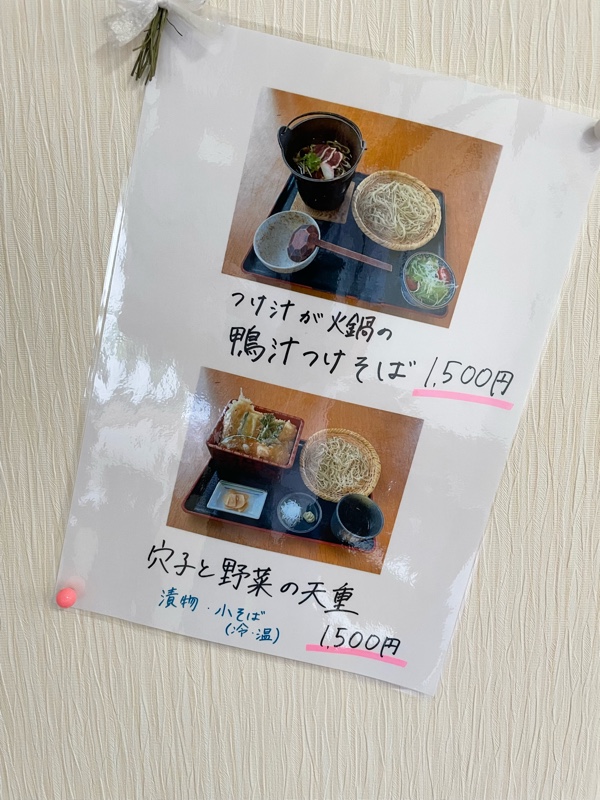 つけ汁が火鍋の
鴨汁つけそば 1,500円
穴子と野菜の天重
漬物・小そば
(冷・温)
1,500円